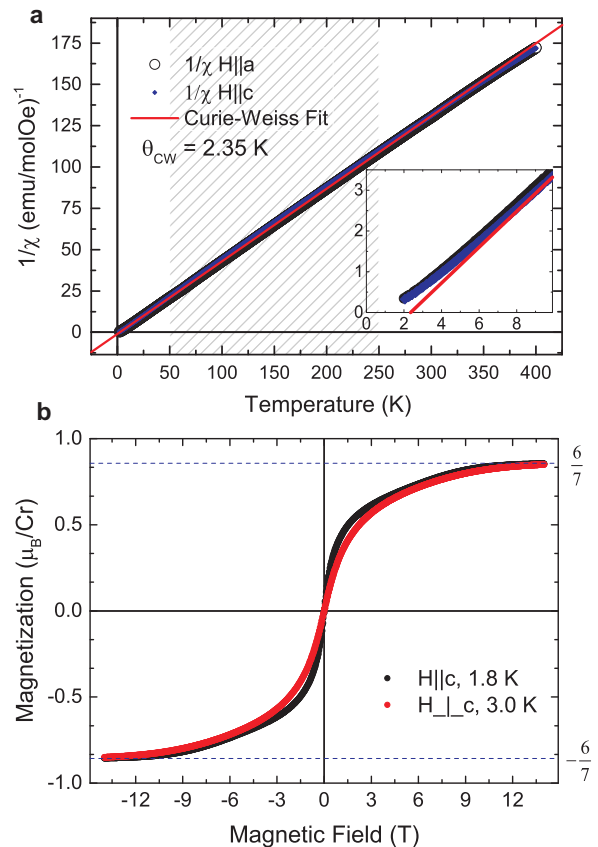 a
175
150
125
100
75
50
25
0
1/χ (emu/molOe)⁻¹
1/χ H||a
1/χ H||c
Curie-Weiss Fit
θCW = 2.35 K
3
2
1
0
0 2 4 6 8
0 50 100 150 200 250 300 350 400
Temperature (K)
b
1.0
0.5
0.0
-0.5
-1.0
Magnetization (μB/Cr)
6/7
-6/7
H||c, 1.8 K
H_|_c, 3.0 K
-12 -9 -6 -3 0 3 6 9 12
Magnetic Field (T)